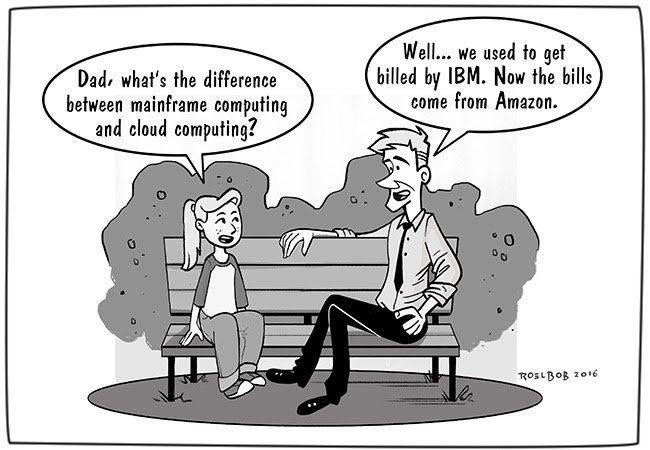 Dad, what's the difference
between mainframe computing
and cloud computing?
Well... we used to get
billed by IBM. Now the bills
come from Amazon.
ROELBOB 2016